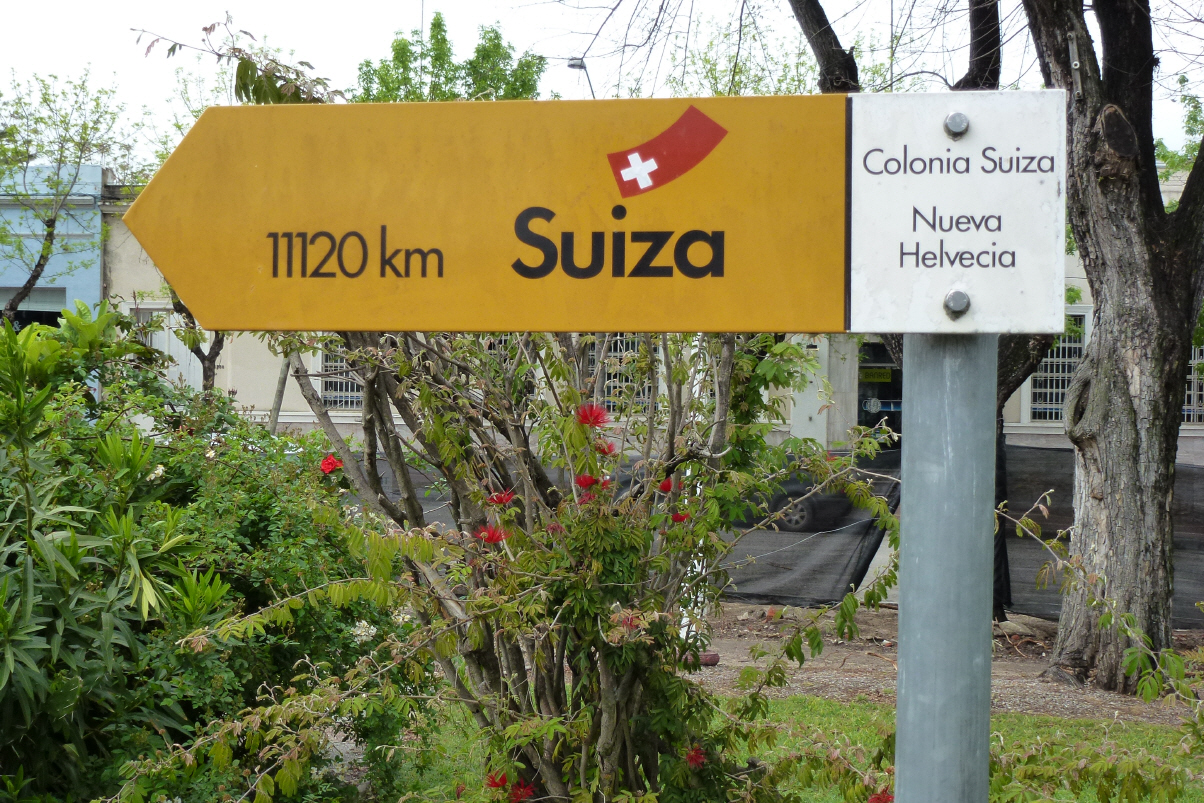 11120 km
Suiza
Colonia Suiza
Nueva
Helvecia